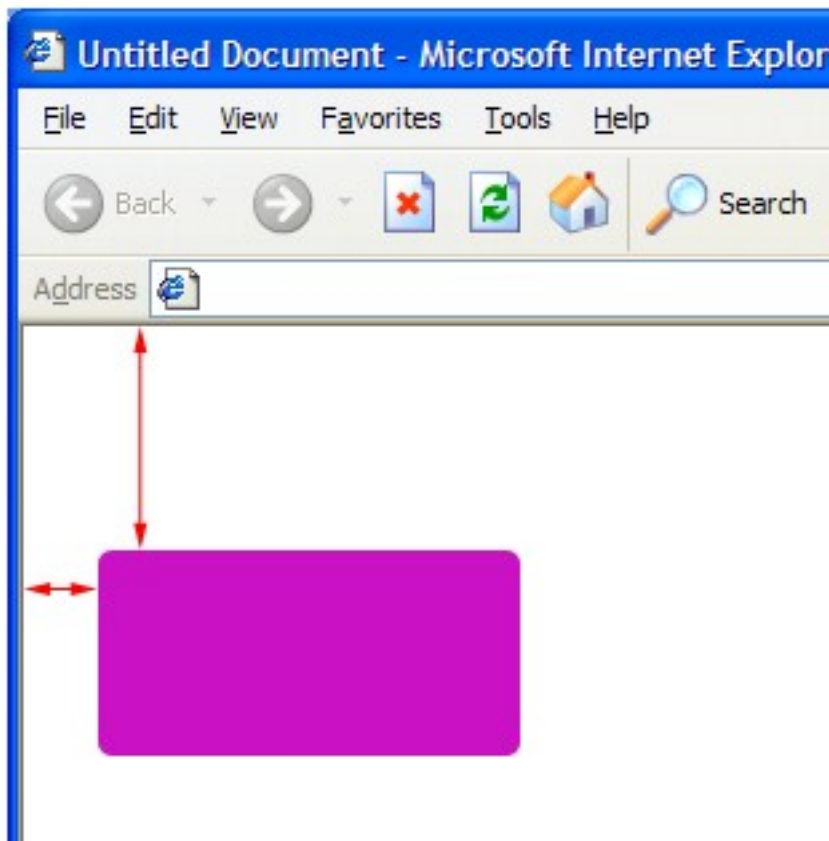 Untitled Document - Microsoft Internet Explor
File Edit View Favorites Tools Help
Back Search
Address